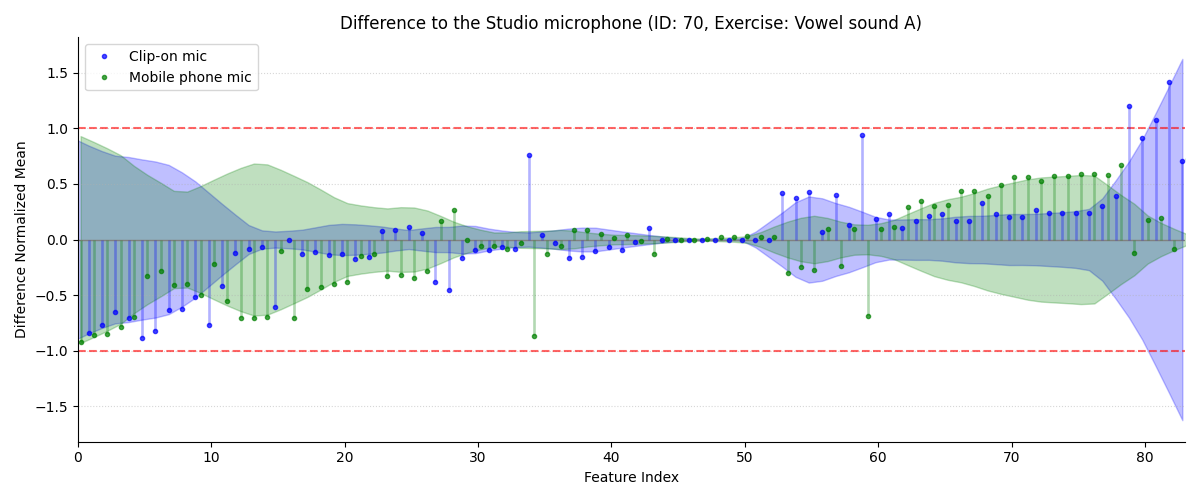 Difference to the Studio microphone (ID: 70, Exercise: Vowel sound A)
Clip-on mic
Mobile phone mic
Difference Normalized Mean
1.5
1.0
0.5
0.0
−0.5
−1.0
−1.5
0 10 20 30 40 50 60 70 80
Feature Index